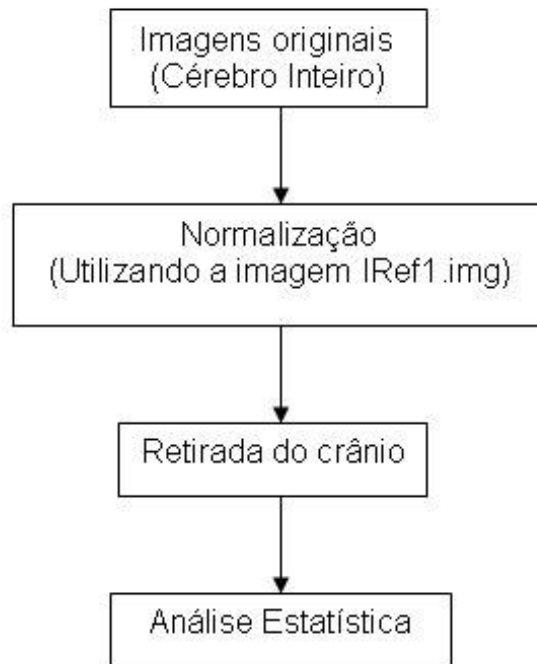 Imagens originais
(Cérebro Inteiro)
Normalização
(Utilizando a imagem IRef1.img)
Retirada do crânio
Análise Estatística